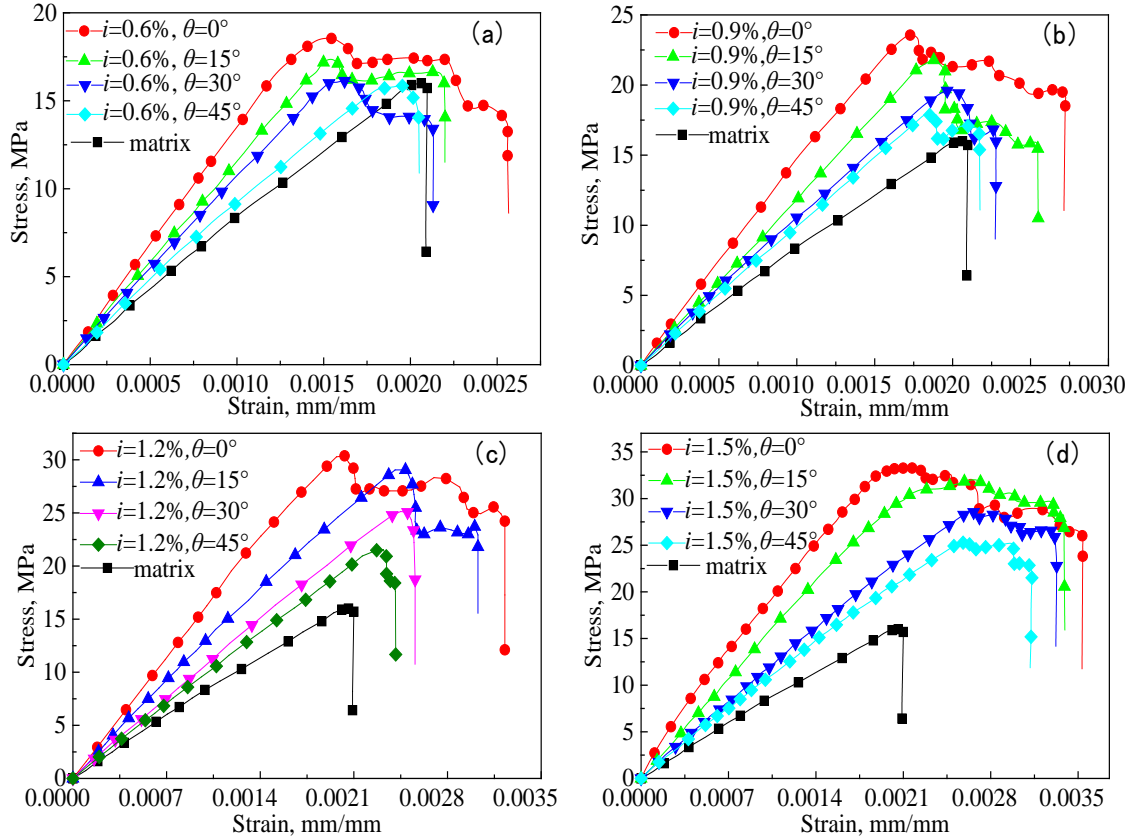 (a)
i=0.6%, θ=0°
i=0.6%, θ=15°
i=0.6%, θ=30°
i=0.6%, θ=45°
matrix
Stress, MPa
20
15
10
5
0
0.0000 0.0005 0.0010 0.0015 0.0020 0.0025
Strain, mm/mm
(b)
i=0.9%,θ=0°
i=0.9%,θ=15°
i=0.9%,θ=30°
i=0.9%,θ=45°
matrix
Stress, MPa
25
20
15
10
5
0
0.0000 0.0005 0.0010 0.0015 0.0020 0.0025 0.0030
Strain, mm/mm
(c)
i=1.2%,θ=0°
i=1.2%,θ=15°
i=1.2%,θ=30°
i=1.2%,θ=45°
matrix
Stress, MPa
30
25
20
15
10
5
0
0.0000 0.0007 0.0014 0.0021 0.0028 0.0035
Strain, mm/mm
(d)
i=1.5%,θ=0°
i=1.5%,θ=15°
i=1.5%,θ=30°
i=1.5%,θ=45°
matrix
Stress, MPa
35
30
25
20
15
10
5
0
0.0000 0.0007 0.0014 0.0021 0.0028 0.0035
Strain, mm/mm